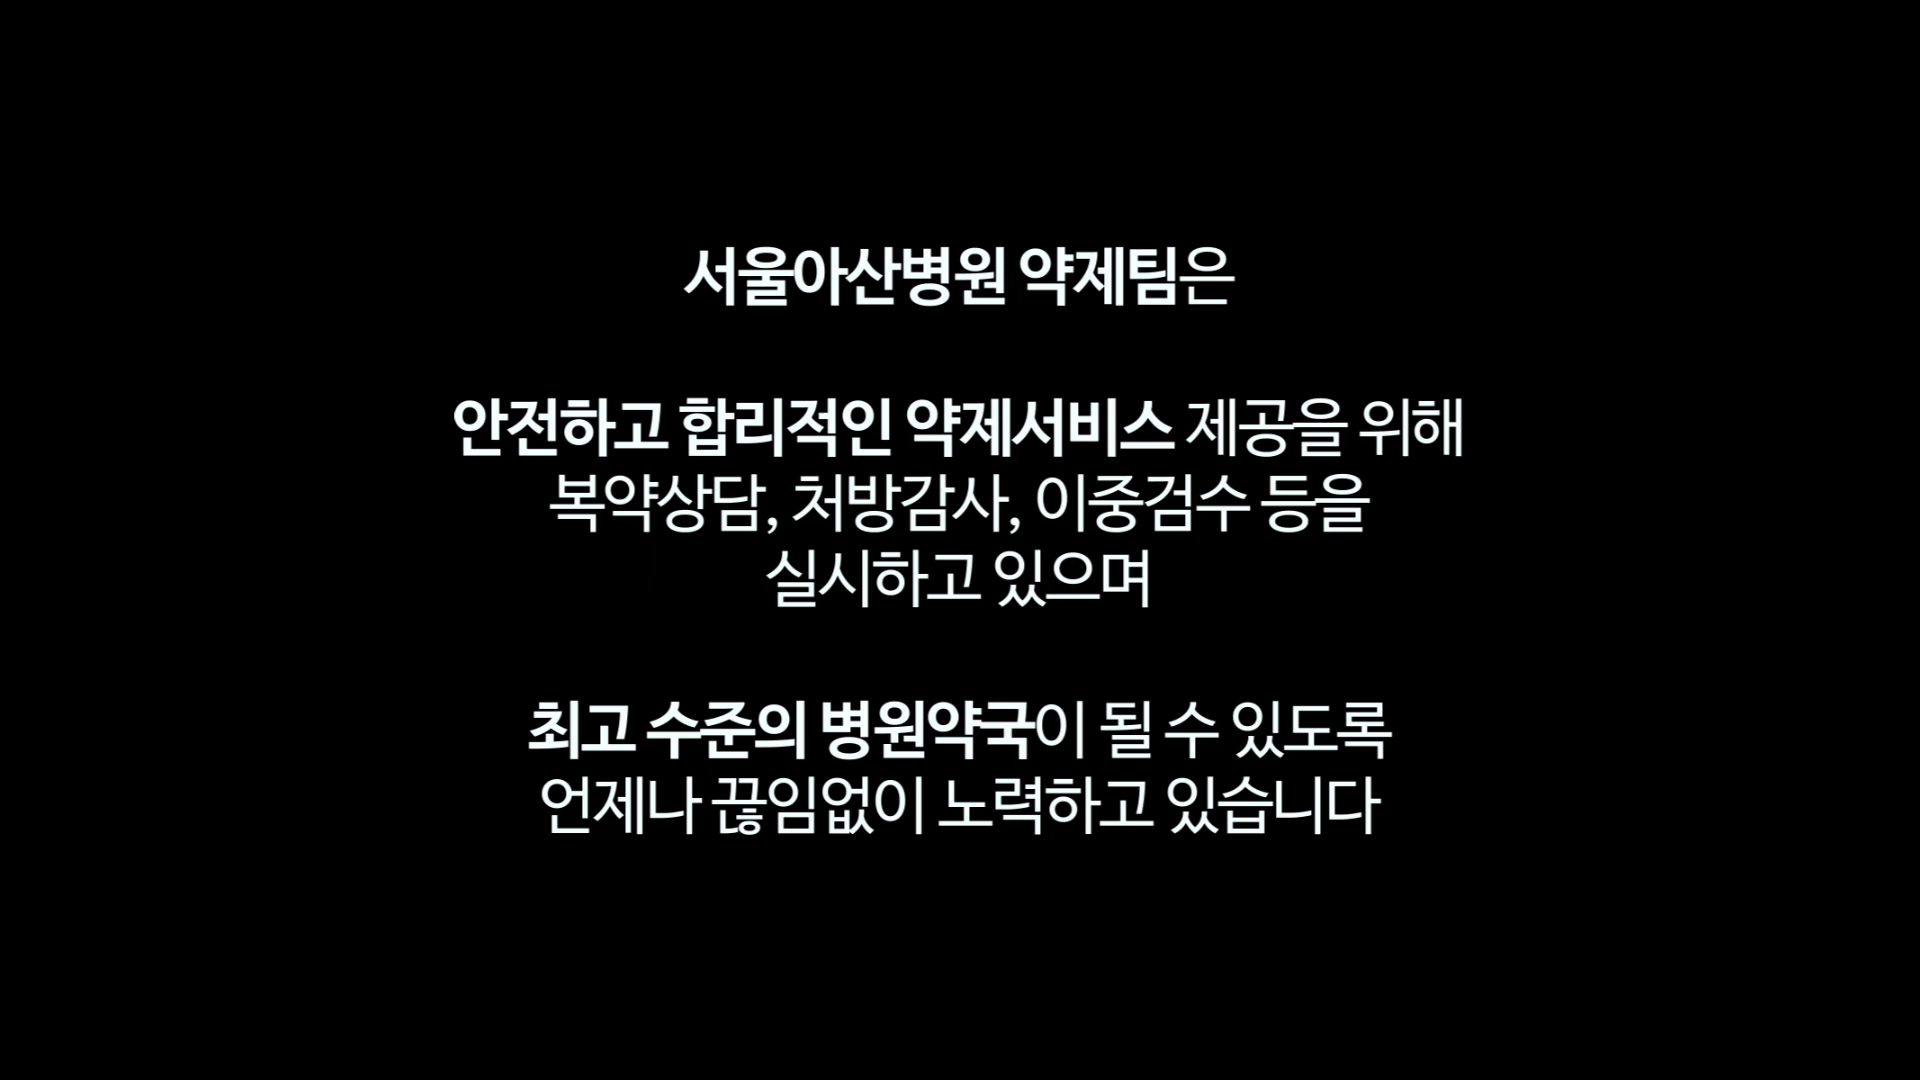 서울아산병원 약제팀은
안전하고 합리적인 약제서비스 제공을 위해
복약상담, 처방감사, 이중검수 등을
실시하고 있으며
최고 수준의 병원약국이 될 수 있도록
언제나 끊임없이 노력하고 있습니다